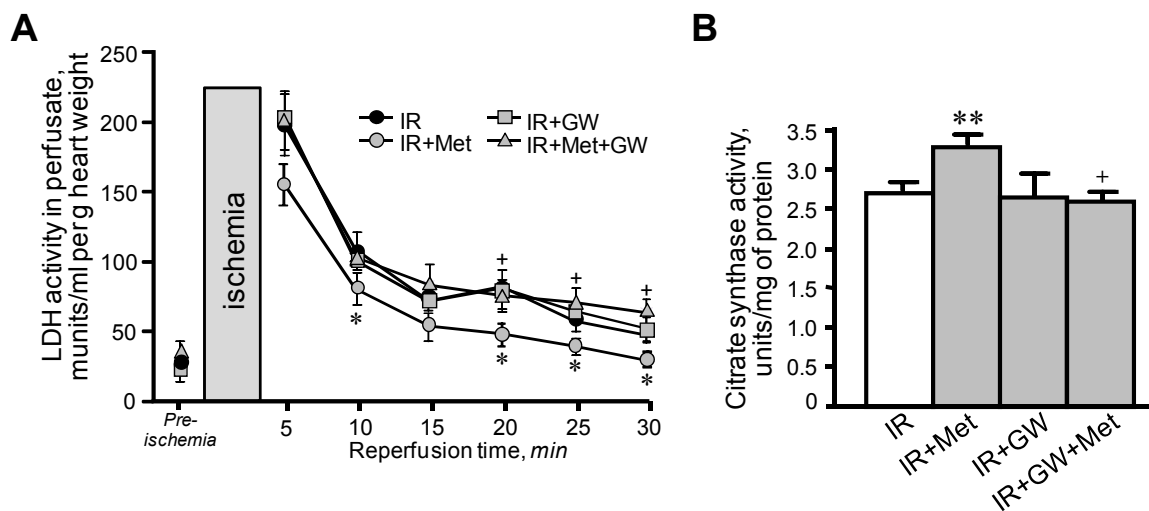 A
LDH activity in perfusate,
munits/ml per g heart weight
250
200
150
100
50
0
ischemia
IR
IR+GW
IR+Met
IR+Met+GW
+
+
+
*
*
*
*
Pre-
ischemia
5
10
15
20
25
30
Reperfusion time, min
B
Citrate synthase activity,
units/mg of protein
3.5
3.0
2.5
2.0
1.5
1.0
0.5
0
**
+
IR
IR+Met
IR+GW
IR+GW+Met